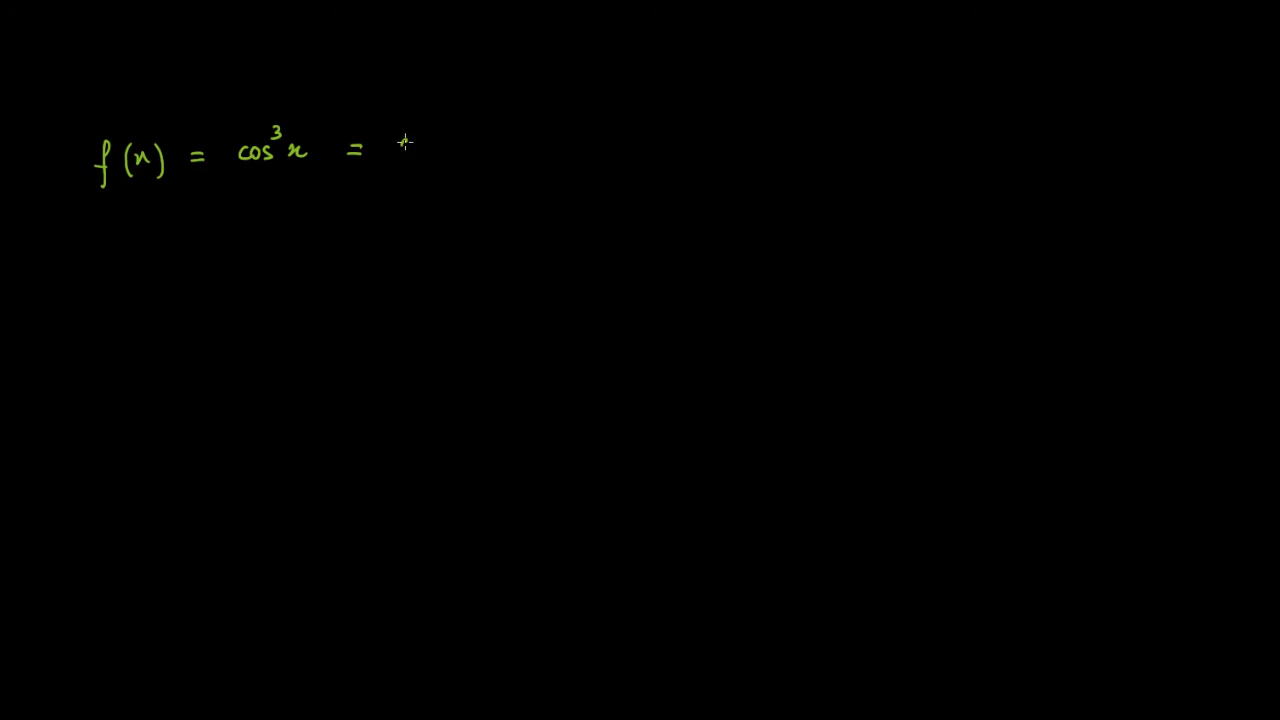 f(x) = cos³x =